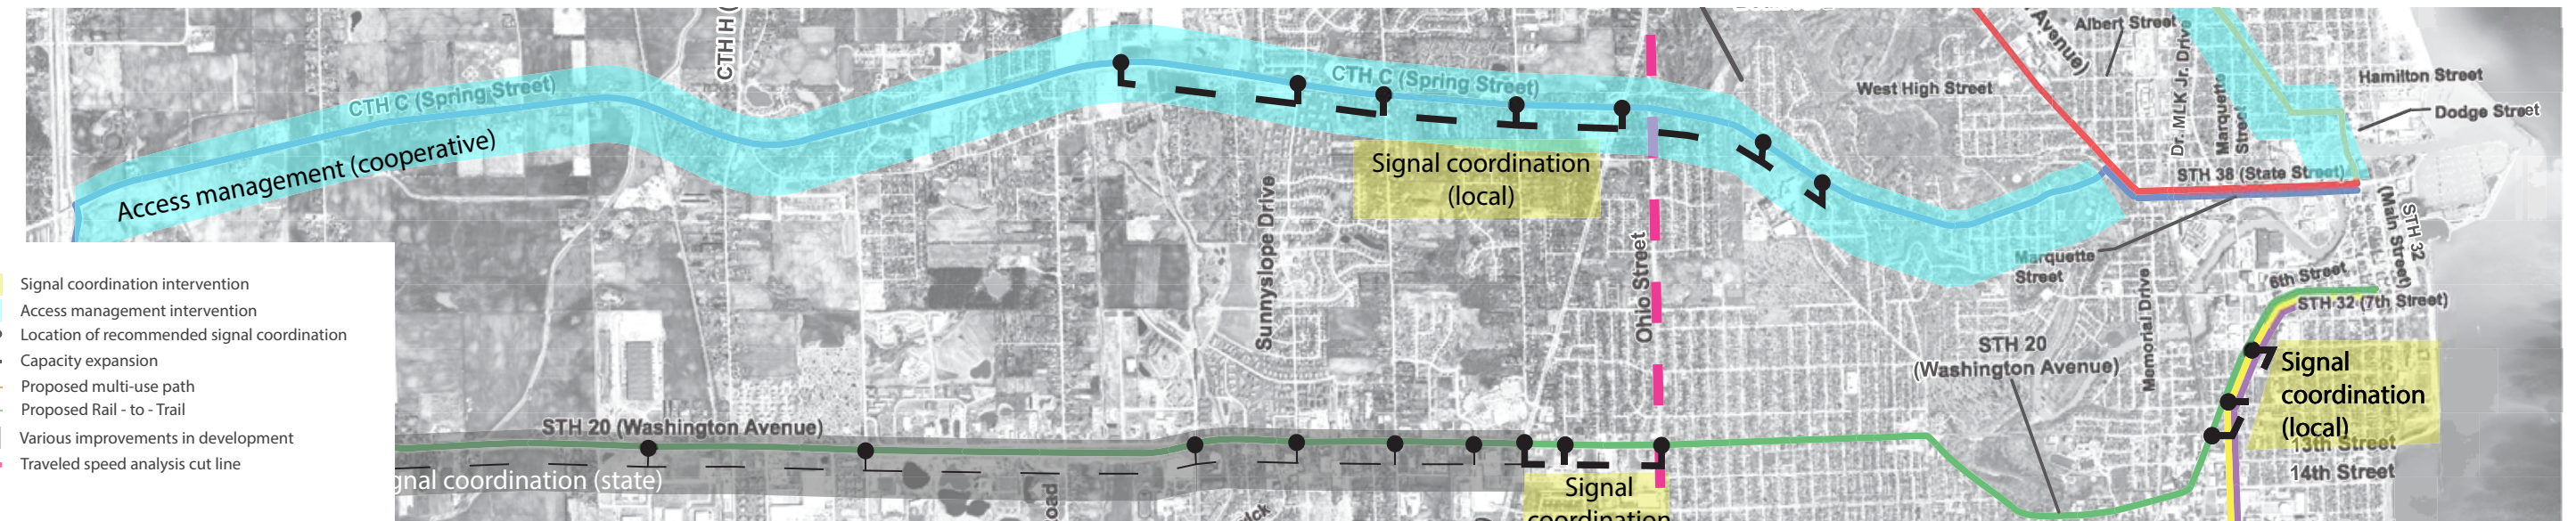 CTH H (
Avenue)
Albert Street
Dr. MLK Jr. Drive
Marquette
Street
Hamilton Street
Dodge Street
West High Street
CTH C (Spring Street)
CTH C (Spring Street)
Access management (cooperative)
Signal coordination
(local)
STH 38 (State Street)
STH 32
(Main Street)
Sunnyslope Drive
Ohio Street
Marquette
Street
6th Street
STH 32 (7th Street)
Memorial Drive
STH 20
(Washington Avenue)
Signal
coordination
(local)
13th Street
14th Street
Signal coordination intervention
Access management intervention
Location of recommended signal coordination
Capacity expansion
Proposed multi-use path
Proposed Rail - to - Trail
Various improvements in development
Traveled speed analysis cut line
STH 20 (Washington Avenue)
gnal coordination (state)
oad
Signal
coordination